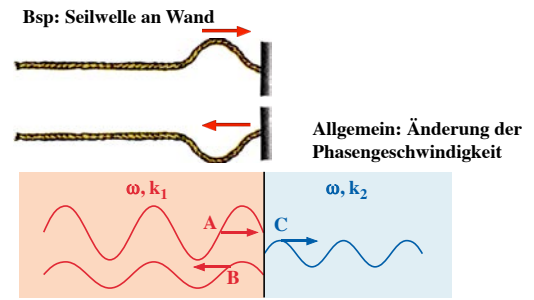 Bsp: Seilwelle an Wand
Allgemein: Änderung der
Phasengeschwindigkeit
ω, k₁
ω, k₂
A
C
B